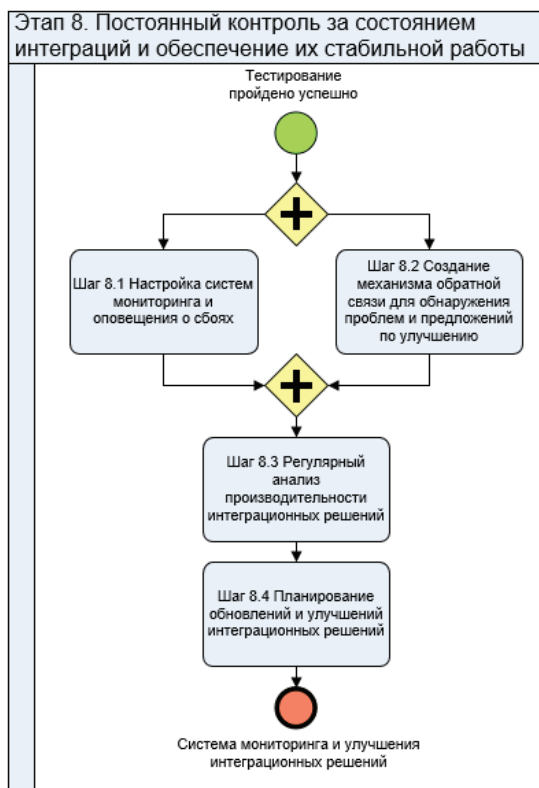 Этап 8. Постоянный контроль за состоянием
интеграций и обеспечение их стабильной работы
Тестирование
пройдено успешно
Шаг 8.1 Настройка систем
мониторинга и
оповещения о сбоях
Шаг 8.2 Создание
механизма обратной
связи для обнаружения
проблем и предложений
по улучшению
Шаг 8.3 Регулярный
анализ
производительности
интеграционных решений
Шаг 8.4 Планирование
обновлений и улучшений
интеграционных решений
Система мониторинга и улучшения
интеграционных решений